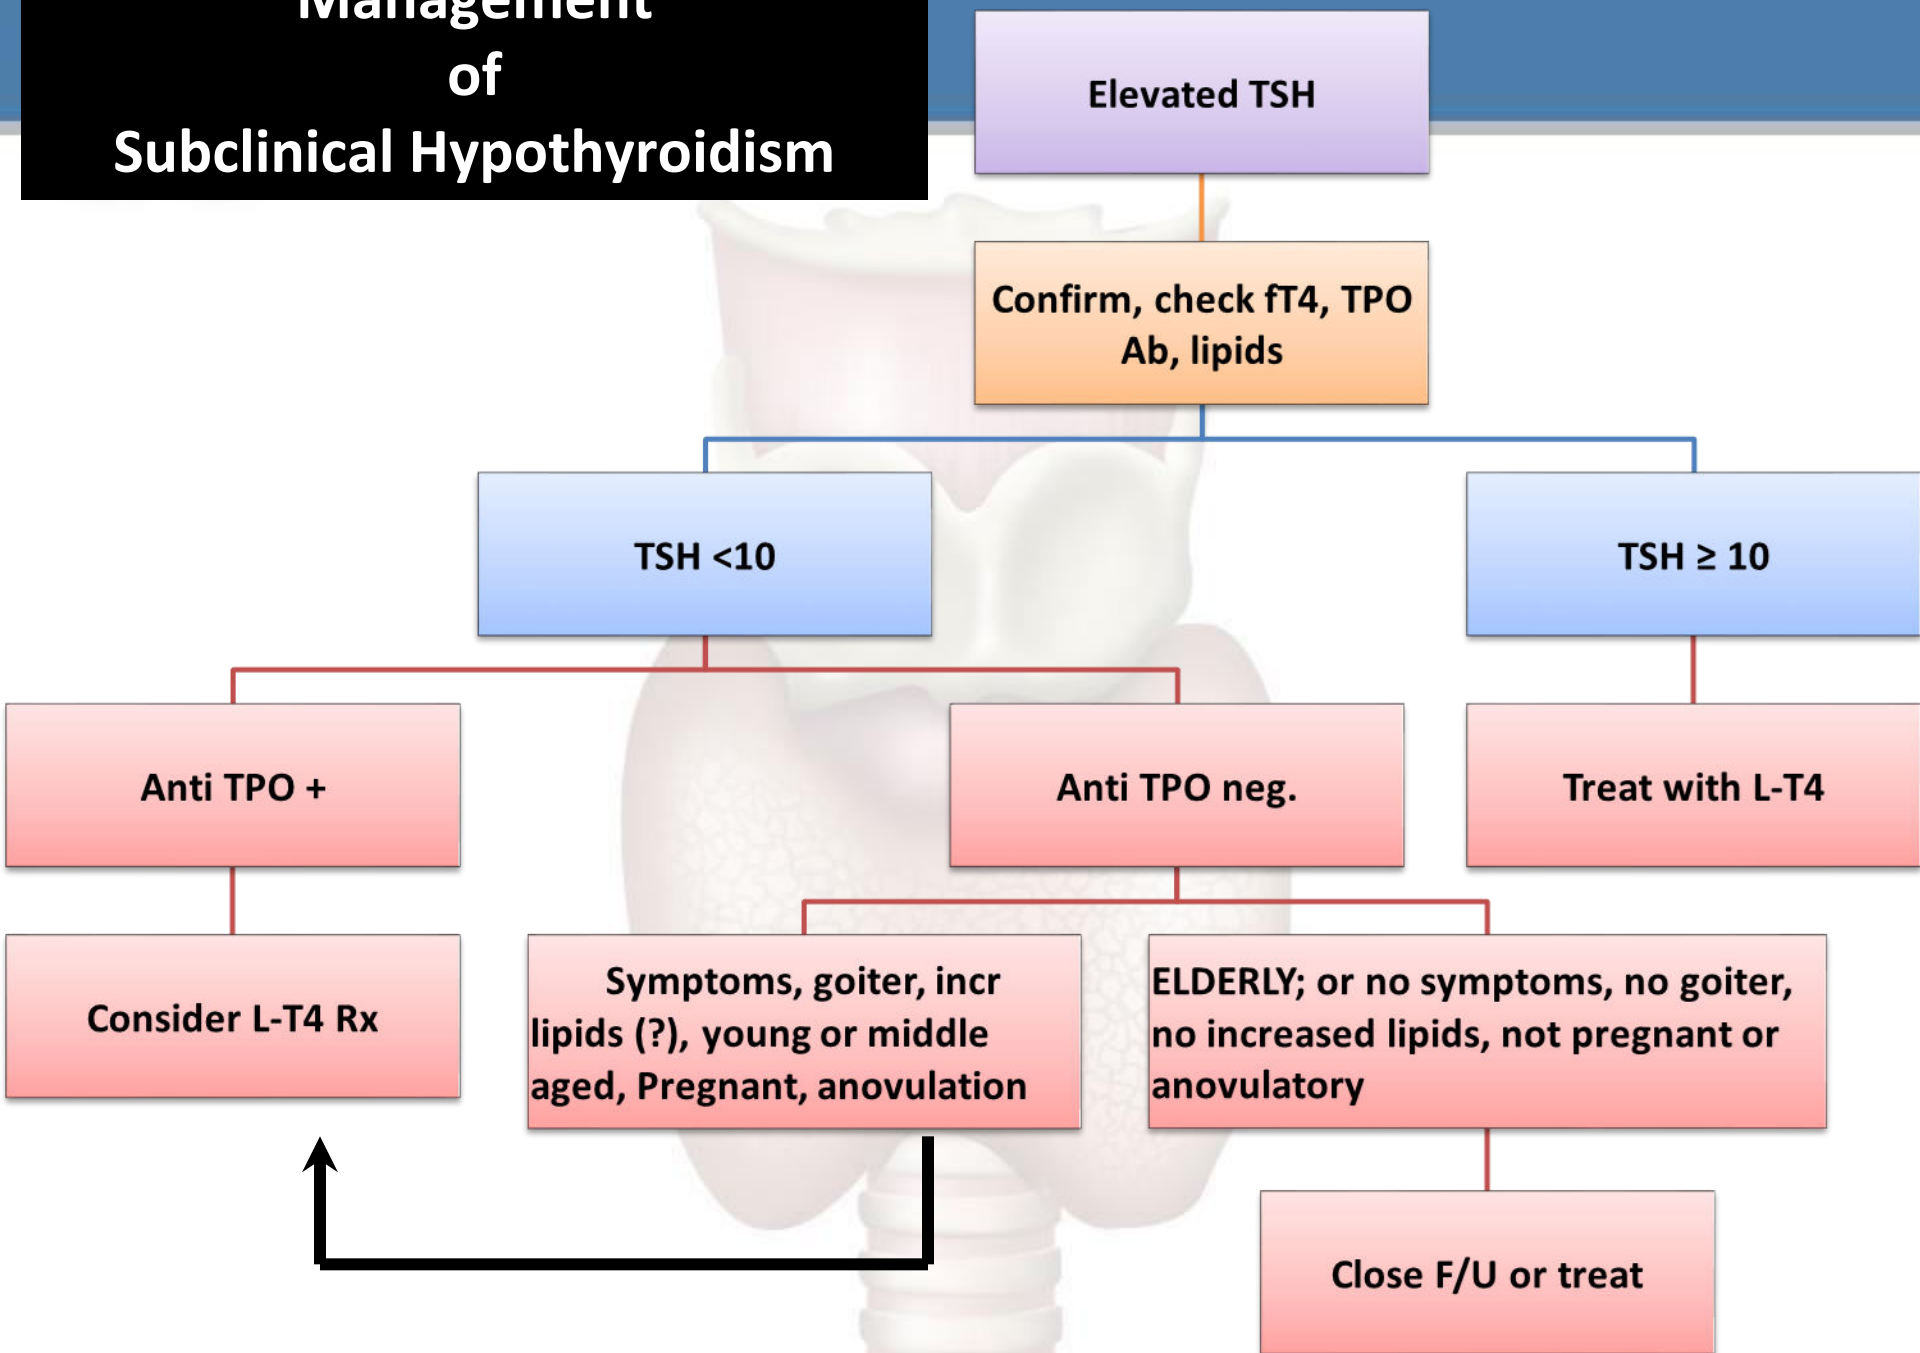 Management
of
Subclinical Hypothyroidism
Elevated TSH
Confirm, check fT4, TPO
Ab, lipids
TSH <10
TSH ≥ 10
Anti TPO +
Anti TPO neg.
Treat with L-T4
Consider L-T4 Rx
Symptoms, goiter, incr
lipids (?), young or middle
aged, Pregnant, anovulation
ELDERLY; or no symptoms, no goiter,
no increased lipids, not pregnant or
anovulatory
Close F/U or treat